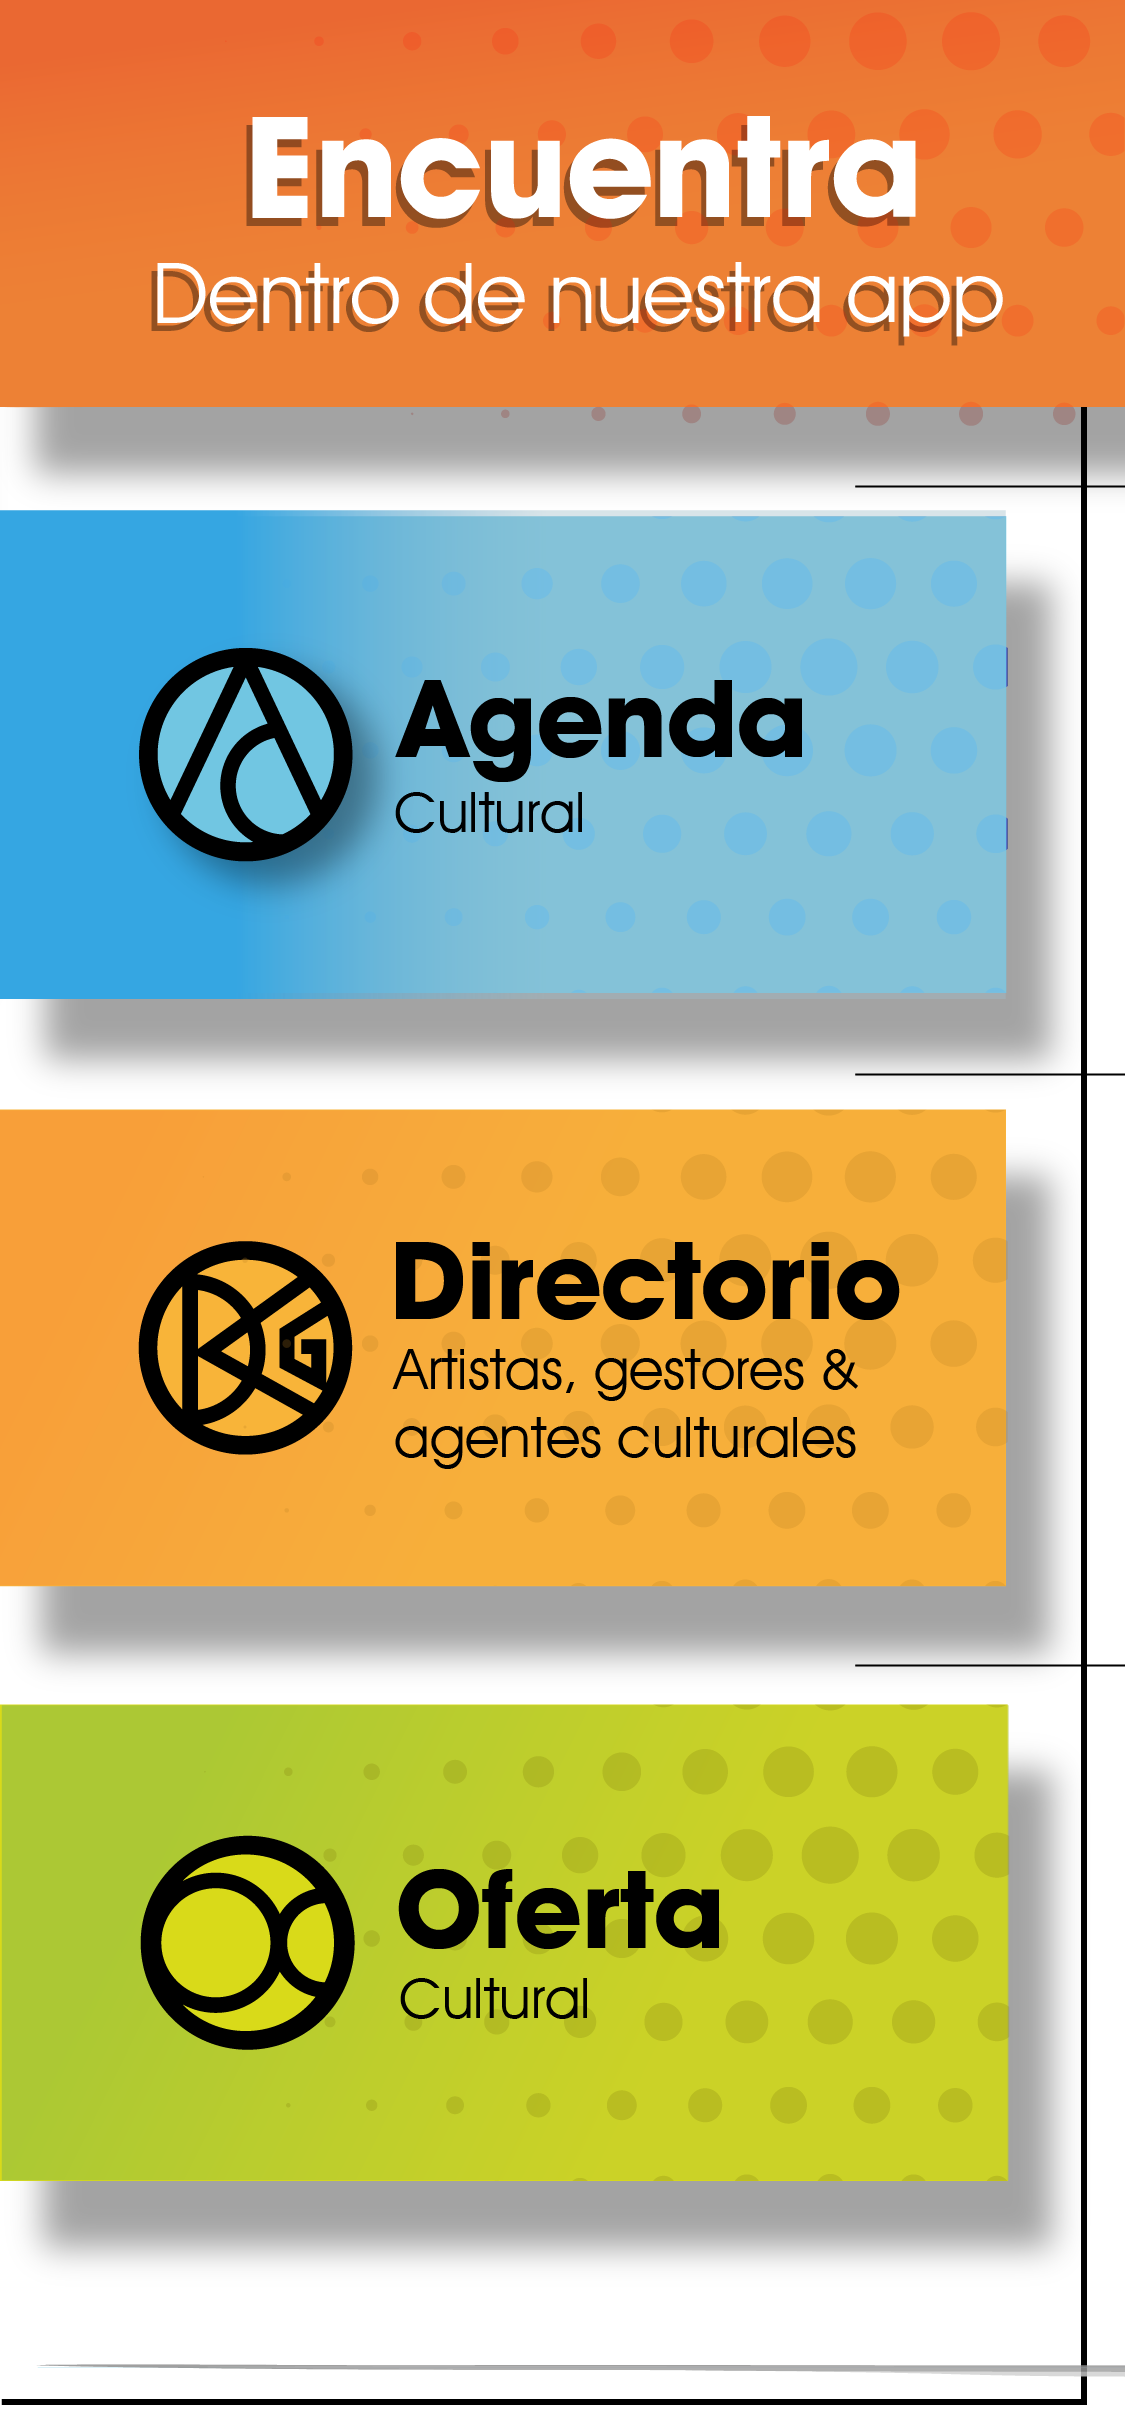 Encuentra
Dentro de nuestra app
Agenda
Cultural
Directorio
Artistas, gestores &
agentes culturales
Oferta
Cultural